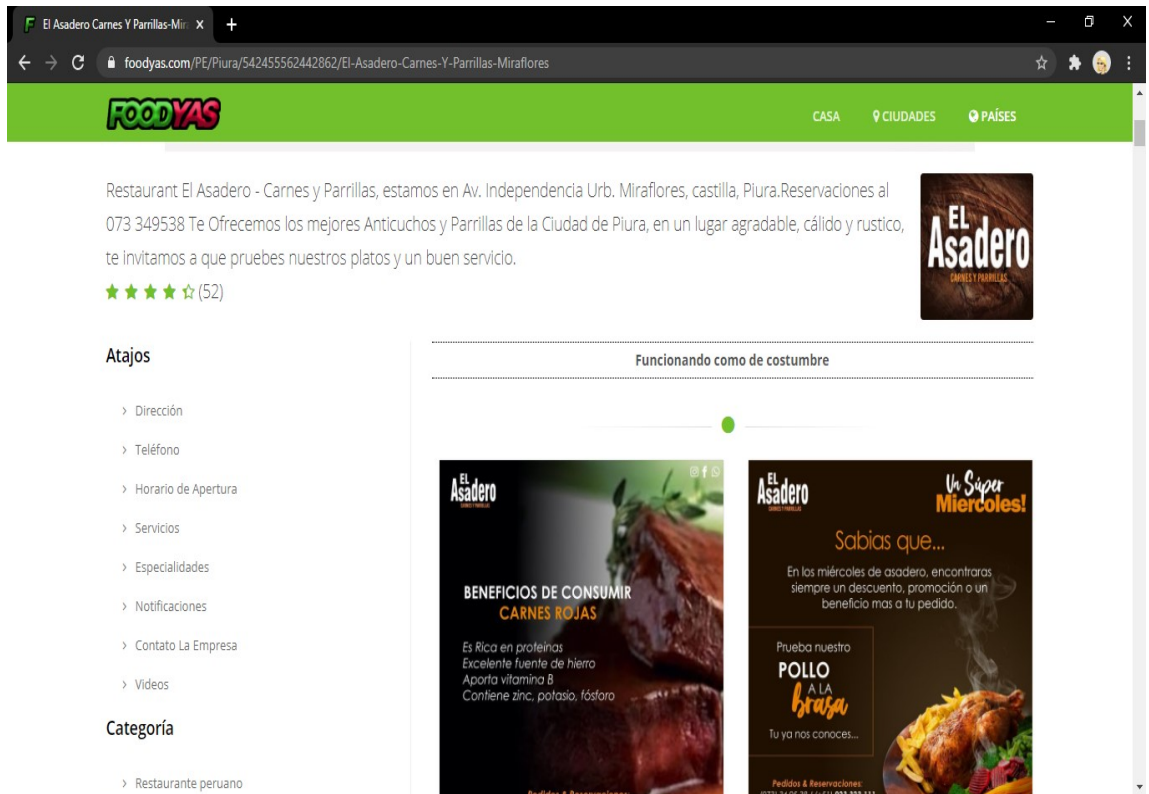 El Asadero Carnes Y Parrillas-Mir
foodyas.com/PE/Piura/542455562442862/El-Asadero-Carnes-Y-Parrillas-Miraflores
FOODYAS
CASA
CIUDADES
PAÍSES
Restaurant El Asadero - Carnes y Parrillas, estamos en Av. Independencia Urb. Miraflores, castilla, Piura.Reservaciones al
073 349538 Te Ofrecemos los mejores Anticuchos y Parrillas de la Ciudad de Piura, en un lugar agradable, cálido y rustico,
te invitamos a que pruebes nuestros platos y un buen servicio.
(52)
EL
Asadero
CARNES Y PARRILLAS
Atajos
Dirección
Teléfono
Horario de Apertura
Servicios
Especialidades
Notificaciones
Contato La Empresa
Videos
Categoría
Restaurante peruano
Funcionando como de costumbre
EL
Asadero
CARNES Y PARRILLAS
BENEFICIOS DE CONSUMIR
CARNES ROJAS
Es Rica en proteinas
Excelente fuente de hierro
Aporta vitamina B
Contiene zinc, potasio, fósforo
Pedidos & Reservaciones:
EL
Asadero
CARNES Y PARRILLAS
Un Súper
Miercoles!
Sabias que...
En los miércoles de asadero, encontraras
siempre un descuento, promoción o un
beneficio mas a tu pedido.
Prueba nuestro
POLLO
A LA
brasa
Tu ya nos conoces...
Pedidos & Reservaciones: